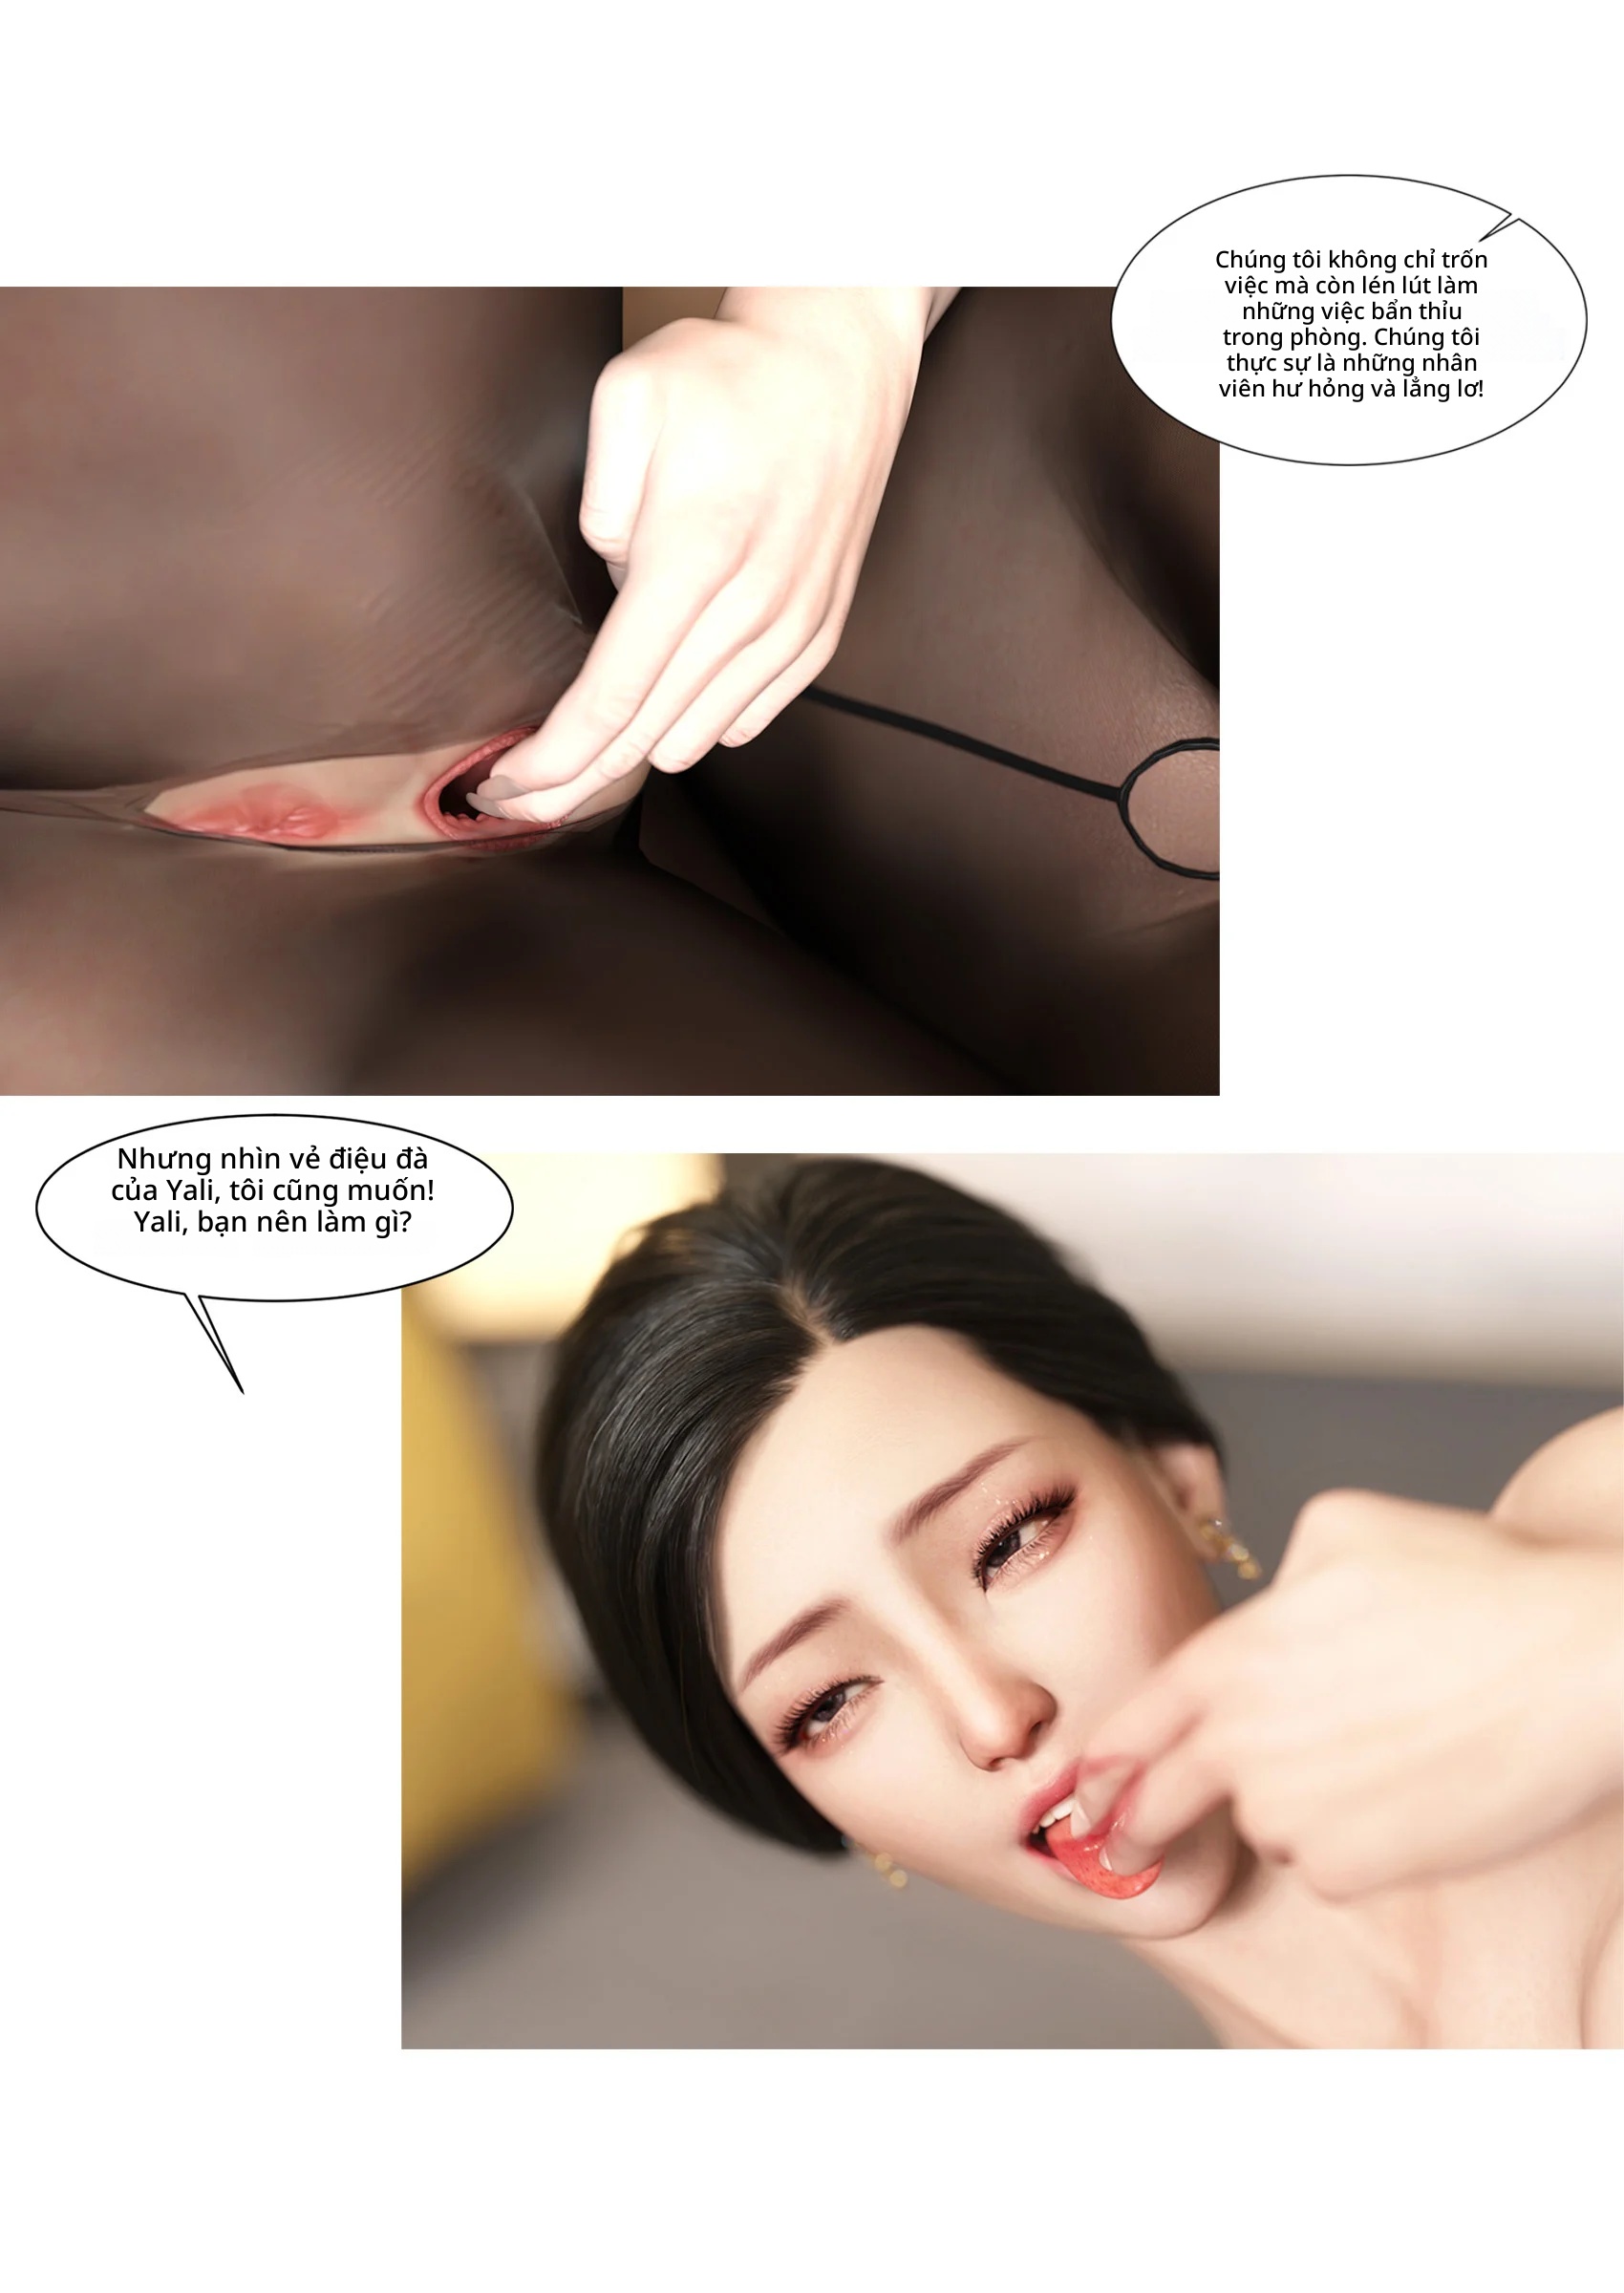 Chúng tôi không chỉ trốn
việc mà còn lén lút làm
những việc bẩn thỉu
trong phòng. Chúng tôi
thực sự là những nhân
viên hư hỏng và lẳng lơ!
Nhưng nhìn vẻ điệu đà
của Yali, tôi cũng muốn!
Yali, bạn nên làm gì?